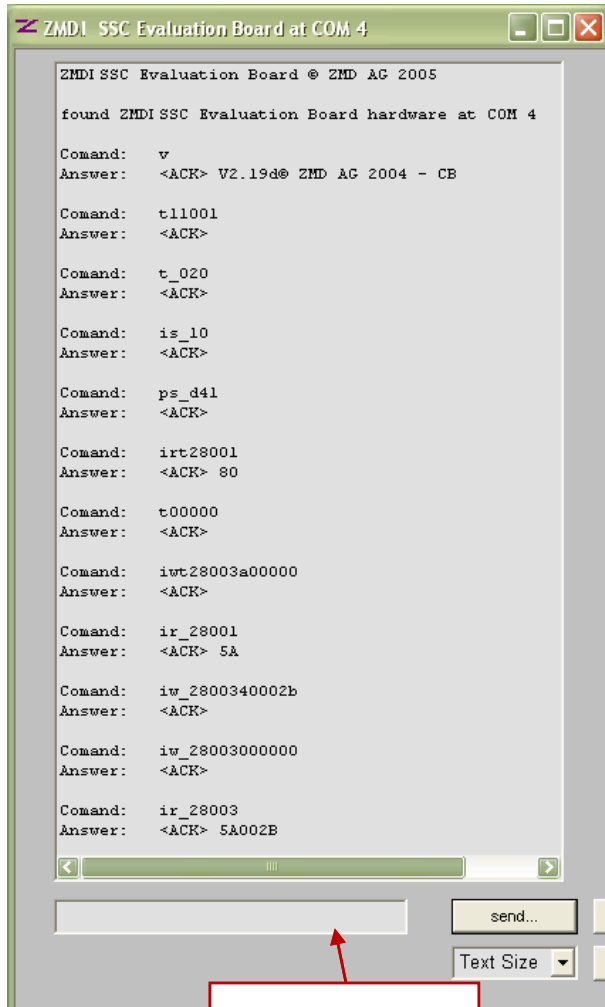 ZMDI SSC Evaluation Board at COM 4
ZMDI SSC Evaluation Board © ZMD AG 2005
found ZMDI SSC Evaluation Board hardware at COM 4
Comand: v
Answer: <ACK> V2.19d© ZMD AG 2004 - CB
Comand: t11001
Answer: <ACK>
Comand: t_020
Answer: <ACK>
Comand: is_10
Answer: <ACK>
Comand: ps_d41
Answer: <ACK>
Comand: irt28001
Answer: <ACK> 80
Comand: t00000
Answer: <ACK>
Comand: iwt28003a00000
Answer: <ACK>
Comand: ir_28001
Answer: <ACK> 5A
Comand: iw_2800340002b
Answer: <ACK>
Comand: iw_28003000000
Answer: <ACK>
Comand: ir_28003
Answer: <ACK> 5A002B
send...
Text Size